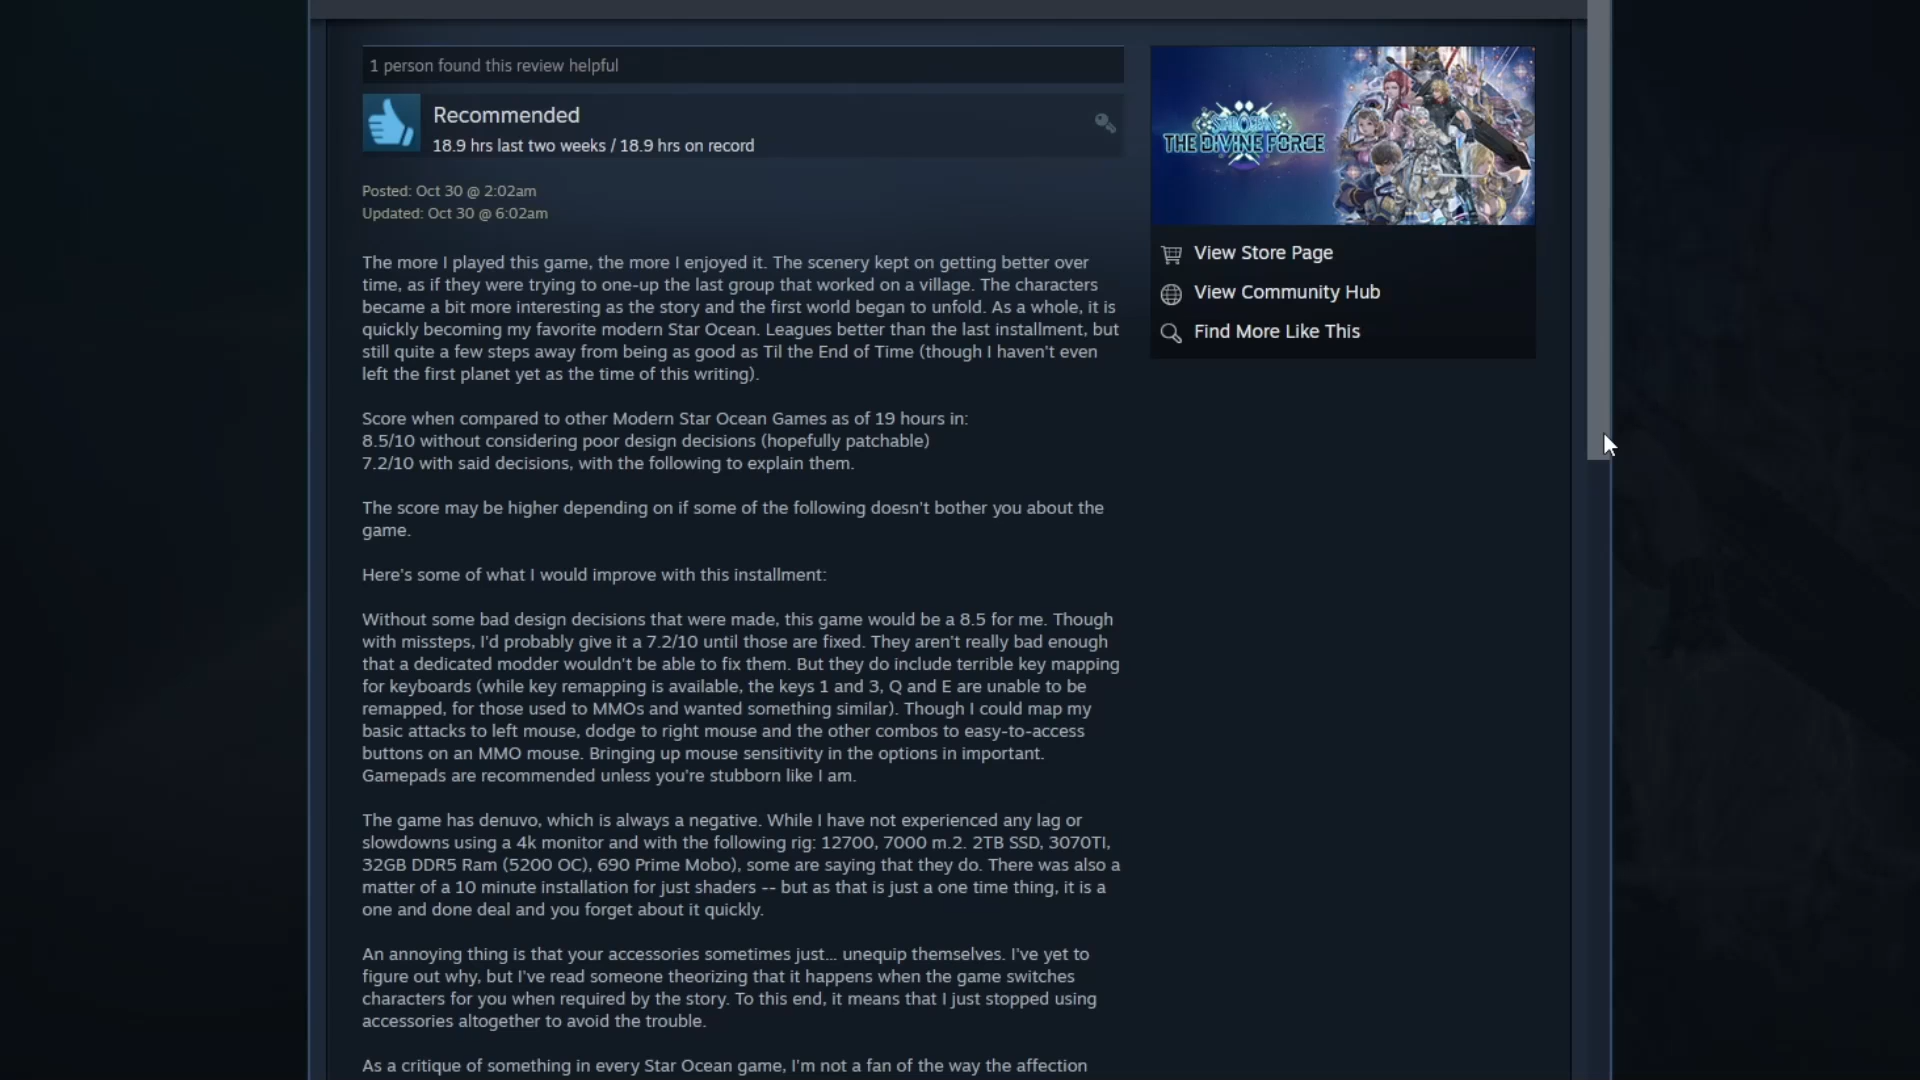 1 person found this review helpful
Recommended
18.9 hrs last two weeks / 18.9 hrs on record
Posted: Oct 30 @ 2:02am
Updated: Oct 30 @ 6:02am
The more I played this game, the more I enjoyed it. The scenery kept on getting better over
time, as if they were trying to one-up the last group that worked on a village. The characters
became a bit more interesting as the story and the first world began to unfold. As a whole, it is
quickly becoming my favorite modern Star Ocean. Leagues better than the last installment, but
still quite a few steps away from being as good as Til the End of Time (though I haven't even
left the first planet yet as the time of this writing).
Score when compared to other Modern Star Ocean Games as of 19 hours in:
8.5/10 without considering poor design decisions (hopefully patchable)
7.2/10 with said decisions, with the following to explain them.
The score may be higher depending on if some of the following doesn't bother you about the
game.
Here's some of what I would improve with this installment:
Without some bad design decisions that were made, this game would be a 8.5 for me. Though
with missteps, I'd probably give it a 7.2/10 until those are fixed. They aren't really bad enough
that a dedicated modder wouldn't be able to fix them. But they do include terrible key mapping
for keyboards (while key remapping is available, the keys 1 and 3, Q and E are unable to be
remapped, for those used to MMOs and wanted something similar). Though I could map my
basic attacks to left mouse, dodge to right mouse and the other combos to easy-to-access
buttons on an MMO mouse. Bringing up mouse sensitivity in the options in important.
Gamepads are recommended unless you're stubborn like I am.
The game has denuvo, which is always a negative. While I have not experienced any lag or
slowdowns using a 4k monitor and with the following rig: 12700, 7000 m.2. 2TB SSD, 3070TI,
32GB DDR5 Ram (5200 OC), 690 Prime Mobo), some are saying that they do. There was also a
matter of a 10 minute installation for just shaders -- but as that is just a one time thing, it is a
one and done deal and you forget about it quickly.
An annoying thing is that your accessories sometimes just... unequip themselves. I've yet to
figure out why, but I've read someone theorizing that it happens when the game switches
characters for you when required by the story. To this end, it means that I just stopped using
accessories altogether to avoid the trouble.
As a critique of something in every Star Ocean game, I'm not a fan of the way the affection
STAR OCEAN
THE DIVINE FORCE
View Store Page
View Community Hub
Find More Like This